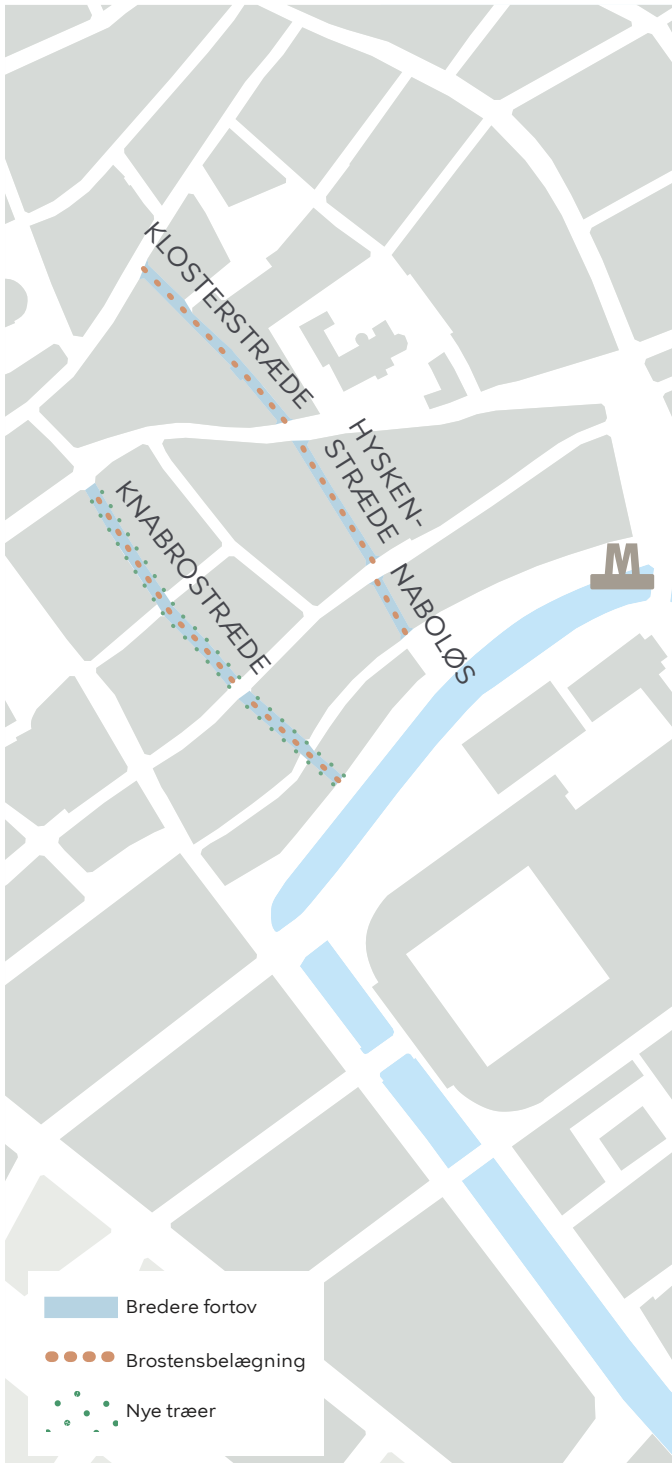 KLOSTERSTRÆDE
HYSKEN-
STRÆDE
KNABROSTRÆDE
NABOLØS
M
Bredere fortov
Brostensbelægning
Nye træer